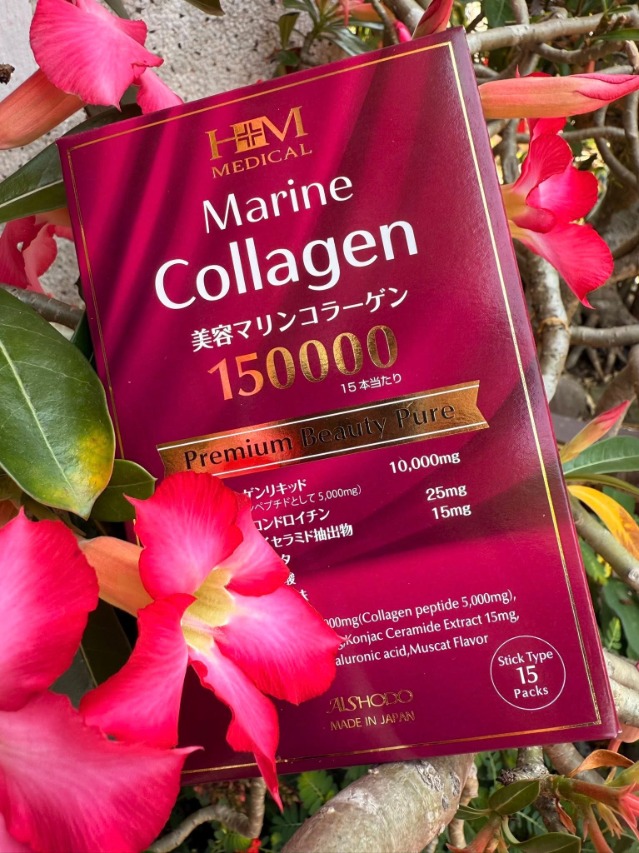 HM
MEDICAL
Marine
Collagen
美容マリンコラーゲン
150000
15本当たり
Premium Beauty Pure
ゲンリキッド 10,000mg
ペプチドとして5,000mg)
コンドロイチン 25mg
セラミド抽出物 15mg
00mg(Collagen peptide 5,000mg),
Konjac Ceramide Extract 15mg,
aluronic acid,Muscat Flavor
Stick Type
15
Packs
AISHODO
MADE IN JAPAN